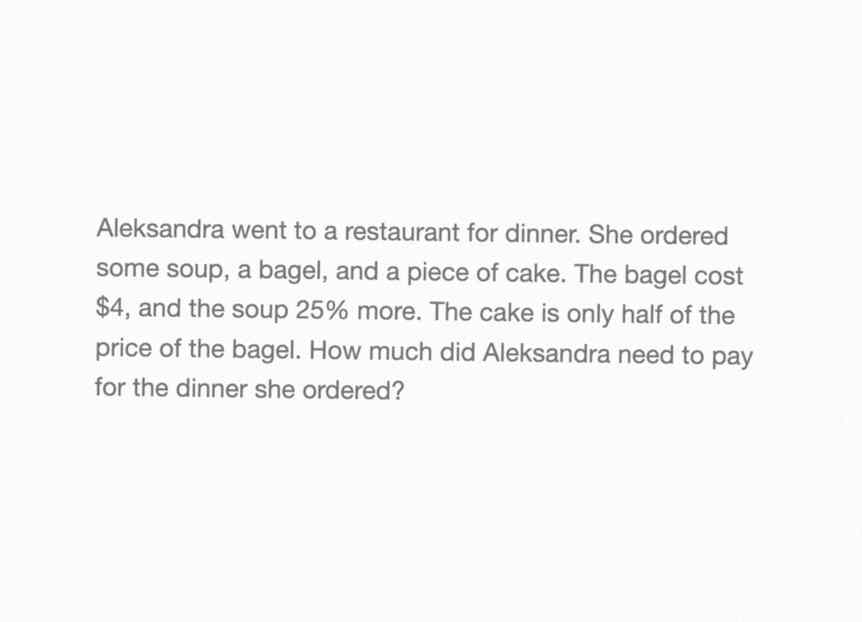 Aleksandra went to a restaurant for dinner. She ordered
some soup, a bagel, and a piece of cake. The bagel cost
$4, and the soup 25% more. The cake is only half of the
price of the bagel. How much did Aleksandra need to pay
for the dinner she ordered?